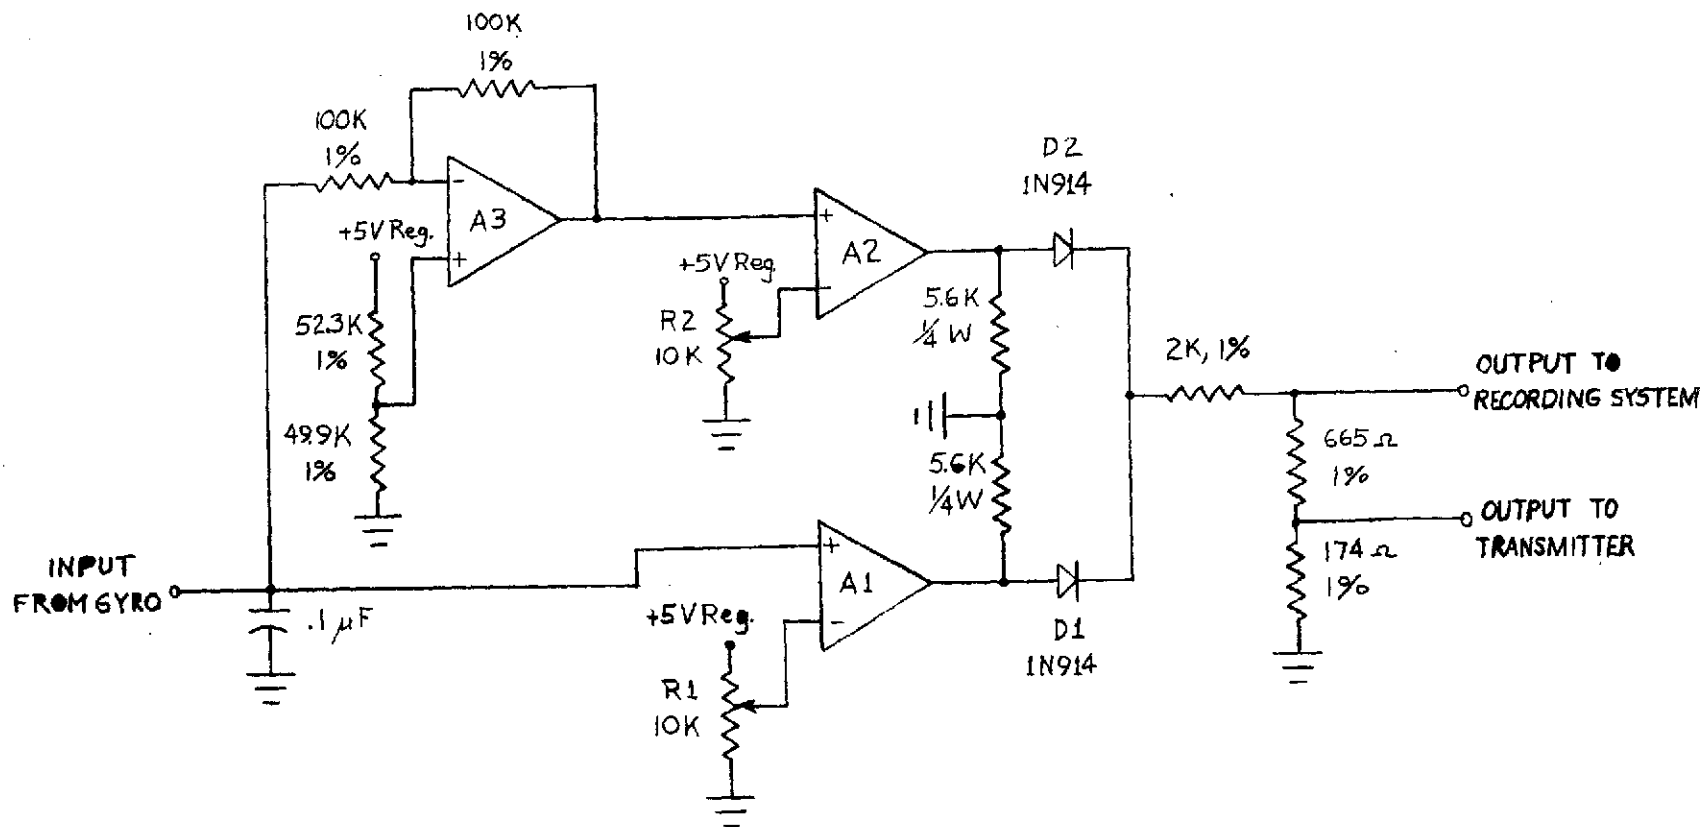 100K
1%
100K
1%
-
+
A3
+5V Reg.
52.3K
1%
49.9K
1%
+
-
A2
+5V Reg.
R2
10K
D2
1N914
5.6K
1/4 W
5.6K
1/4 W
2K, 1%
OUTPUT TO
RECORDING SYSTEM
665 Ω
1%
OUTPUT TO
TRANSMITTER
174 Ω
1%
INPUT
FROM GYRO
.1 μF
+
-
A1
+5V Reg.
R1
10K
D1
1N914